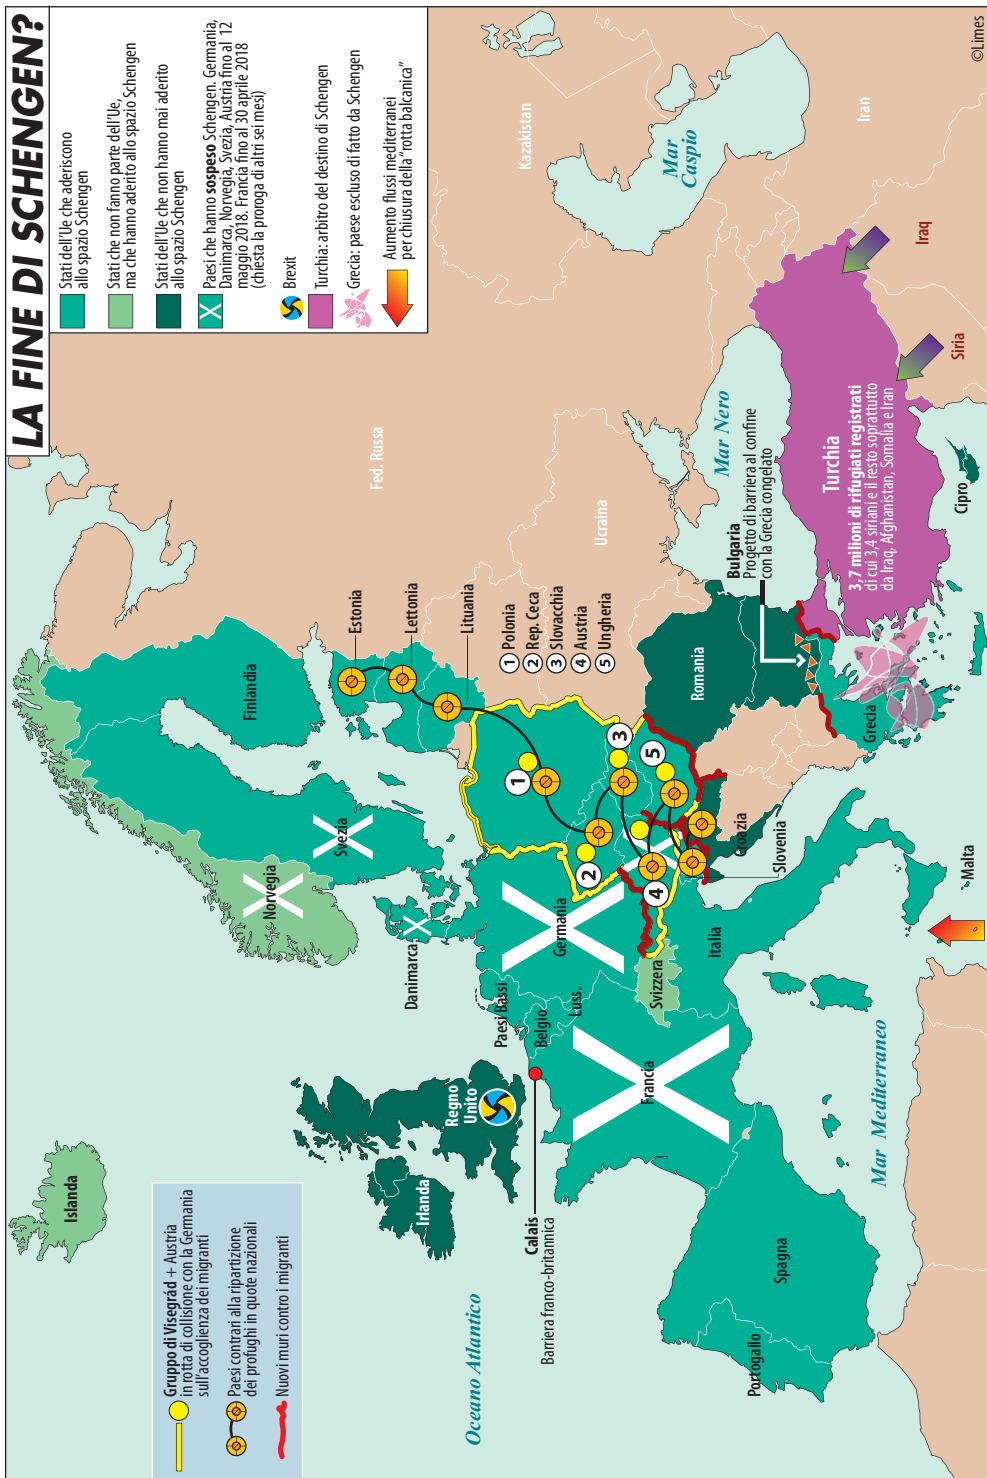 LA FINE DI SCHENGEN?
Stati dell'Ue che aderiscono
allo spazio Schengen
Stati che non fanno parte dell'Ue,
ma che hanno aderito allo spazio Schengen
Stati dell'Ue che non hanno mai aderito
allo spazio Schengen
Paesi che hanno sospeso Schengen. Germania,
Danimarca, Norvegia, Svezia, Austria fino al 12
maggio 2018. Francia fino al 30 aprile 2018
(chiesta la proroga di altri sei mesi)
Brexit
Turchia: arbitro del destino di Schengen
Grecia: paese escluso di fatto da Schengen
Aumento flussi mediterranei
per chiusura della "rotta balcanica"
Gruppo di Visegrád + Austria
in rotta di collisione con la Germania
sull'accoglienza dei migranti
Paesi contrari alla ripartizione
dei profughi in quote nazionali
Nuovi muri contro i migranti
Islanda
Norvegia
Svezia
Finlandia
Estonia
Lettonia
Lituania
Fed. Russa
Kazakistan
Mar
Caspio
Iran
Iraq
Siria
Ucraina
1 Polonia
2 Rep. Ceca
3 Slovacchia
4 Austria
5 Ungheria
1
2
3
4
5
Danimarca
Paesi Bassi
Belgio
Luss.
Germania
Svizzera
Francia
Regno
Unito
Irlanda
Calais
Barriera franco-britannica
Oceano Atlantico
Portogallo
Spagna
Mar Mediterraneo
Italia
Malta
Slovenia
Croazia
Romania
Bulgaria
Progetto di barriera al confine
con la Grecia congelato
Mar Nero
Grecia
Turchia
3,7 milioni di rifugiati registrati
di cui 3,4 siriani e il resto soprattutto
da Iraq, Afghanistan, Somalia e Iran
Cipro
©Limes